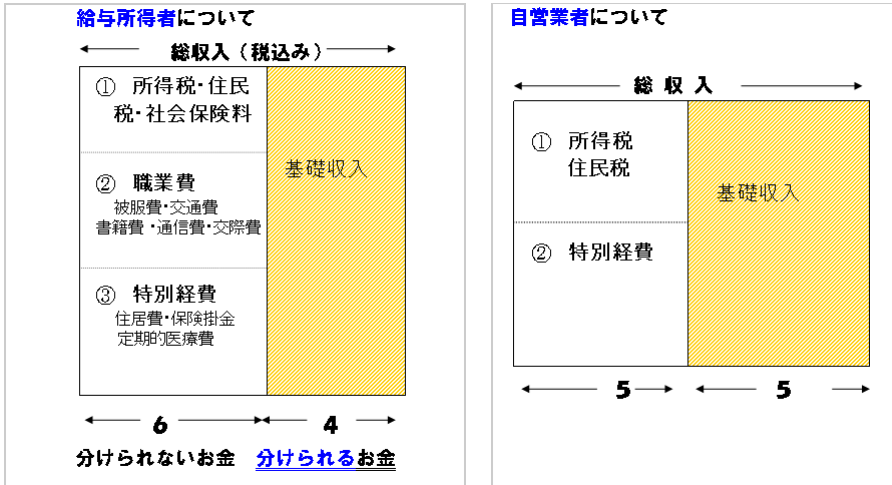 給与所得者について
総収入(税込み)
① 所得税・住民
税・社会保険料
② 職業費
被服費・交通費
書籍費・通信費・交際費
③ 特別経費
住居費・保険掛金
定期的医療費
基礎収入
6 4
分けられないお金 分けられるお金
自営業者について
総 収 入
① 所得税
住民税
② 特別経費
基礎収入
5 5